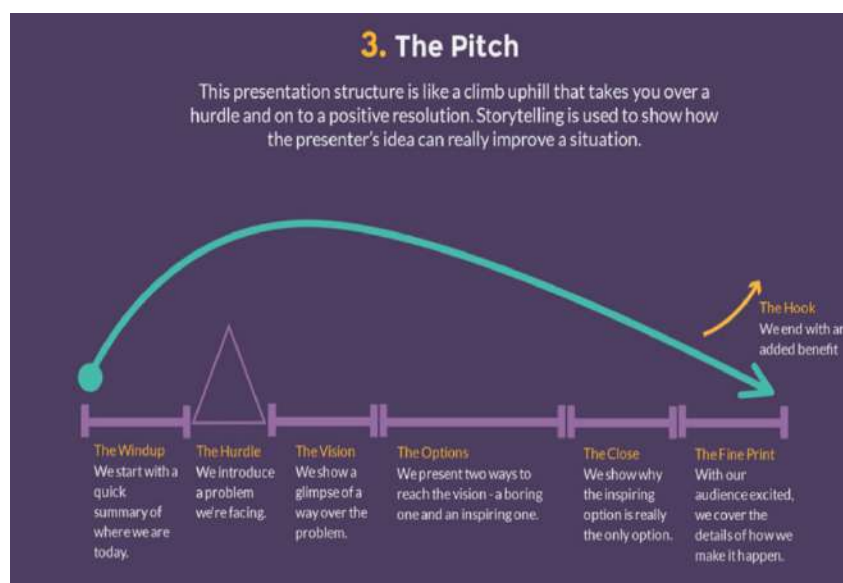 3. The Pitch
This presentation structure is like a climb uphill that takes you over a
hurdle and on to a positive resolution. Storytelling is used to show how
the presenter's idea can really improve a situation.
The Hook
We end with an
added benefit
The Windup
We start with a
quick
summary of
where we are
today.
The Hurdle
We introduce
a problem
we're facing.
The Vision
We show a
glimpse of a
way over the
problem.
The Options
We present two ways to
reach the vision - a boring
one and an inspiring one.
The Close
We show why
the inspiring
option is really
the only option.
The Fine Print
With our
audience excited,
we cover the
details of how we
make it happen.